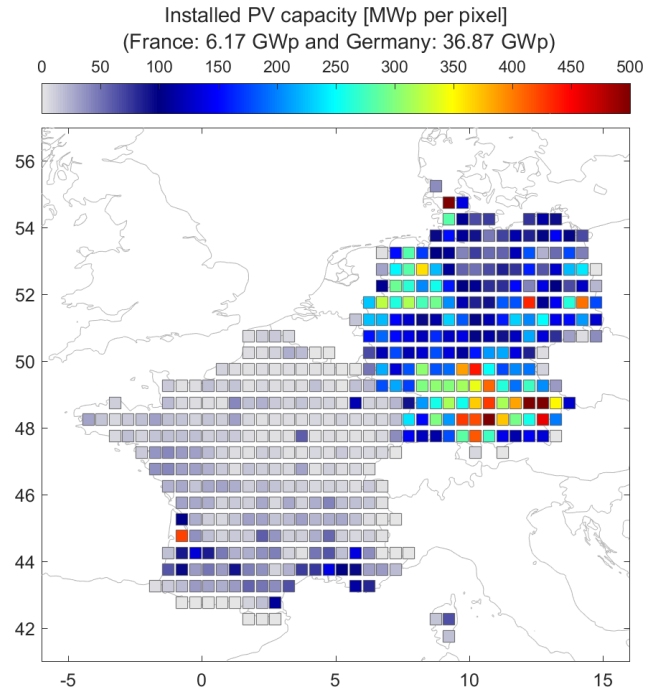 Installed PV capacity [MWp per pixel]
(France: 6.17 GWp and Germany: 36.87 GWp)
0 50 100 150 200 250 300 350 400 450 500
56
54
52
50
48
46
44
42
-5 0 5 10 15